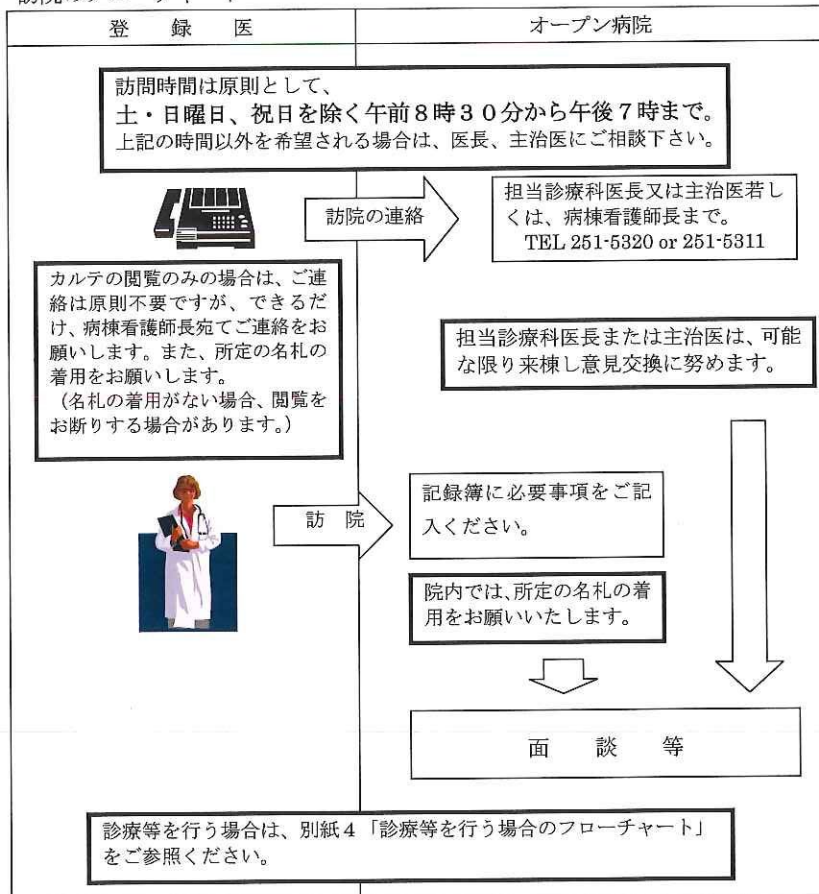 登録医
オープン病院
訪問時間は原則として、
土・日曜日、祝日を除く午前８時３０分から午後７時まで。
上記の時間以外を希望される場合は、医長、主治医にご相談下さい。
訪院の連絡
担当診療科医長又は主治医若し
くは、病棟看護師長まで。
TEL 251-5320 or 251-5311
カルテの閲覧のみの場合は、ご連
絡は原則不要ですが、できるだ
け、病棟看護師長宛てご連絡をお
願いします。また、所定の名札の
着用をお願いします。
（名札の着用がない場合、閲覧を
お断りする場合があります。）
担当診療科医長または主治医は、可能
な限り来棟し意見交換に努めます。
訪院
記録簿に必要事項をご記
入ください。
院内では、所定の名札の着
用をお願いいたします。
面談等
診療等を行う場合は、別紙４「診療等を行う場合のフローチャート」
をご参照ください。